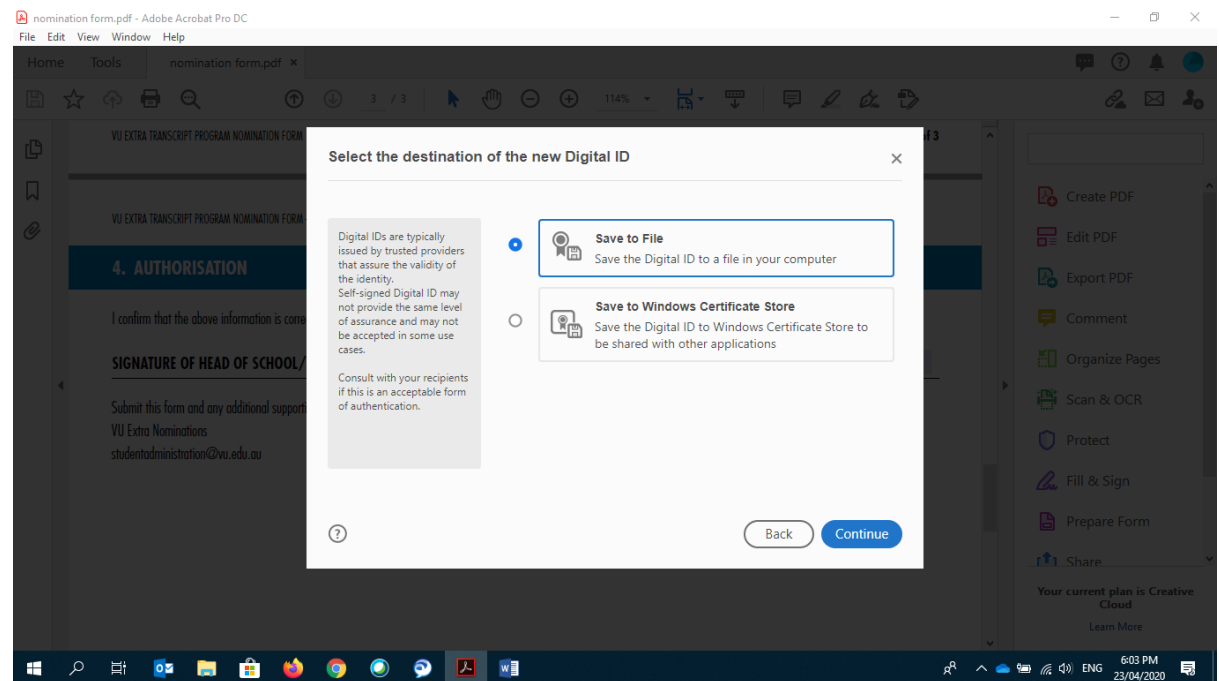 nomination form.pdf - Adobe Acrobat Pro DC
File Edit View Window Help
Home Tools nomination form.pdf ×
3 / 3 114%
VU EXTRA TRANSCRIPT PROGRAM NOMINATION FORM
of 3
VU EXTRA TRANSCRIPT PROGRAM NOMINATION FORM
4. AUTHORISATION
I confirm that the above information is corre
SIGNATURE OF HEAD OF SCHOOL/
Submit this form and any additional supporti
VU Extra Nominations
studentadministration@vu.edu.au
Select the destination of the new Digital ID
Digital IDs are typically
issued by trusted providers
that assure the validity of
the identity.
Self-signed Digital ID may
not provide the same level
of assurance and may not
be accepted in some use
cases.
Consult with your recipients
if this is an acceptable form
of authentication.
Save to File
Save the Digital ID to a file in your computer
Save to Windows Certificate Store
Save the Digital ID to Windows Certificate Store to
be shared with other applications
Back Continue
Create PDF
Edit PDF
Export PDF
Comment
Organize Pages
Scan & OCR
Protect
Fill & Sign
Prepare Form
Share
Your current plan is Creative
Cloud
Learn More
ENG
6:03 PM
23/04/2020